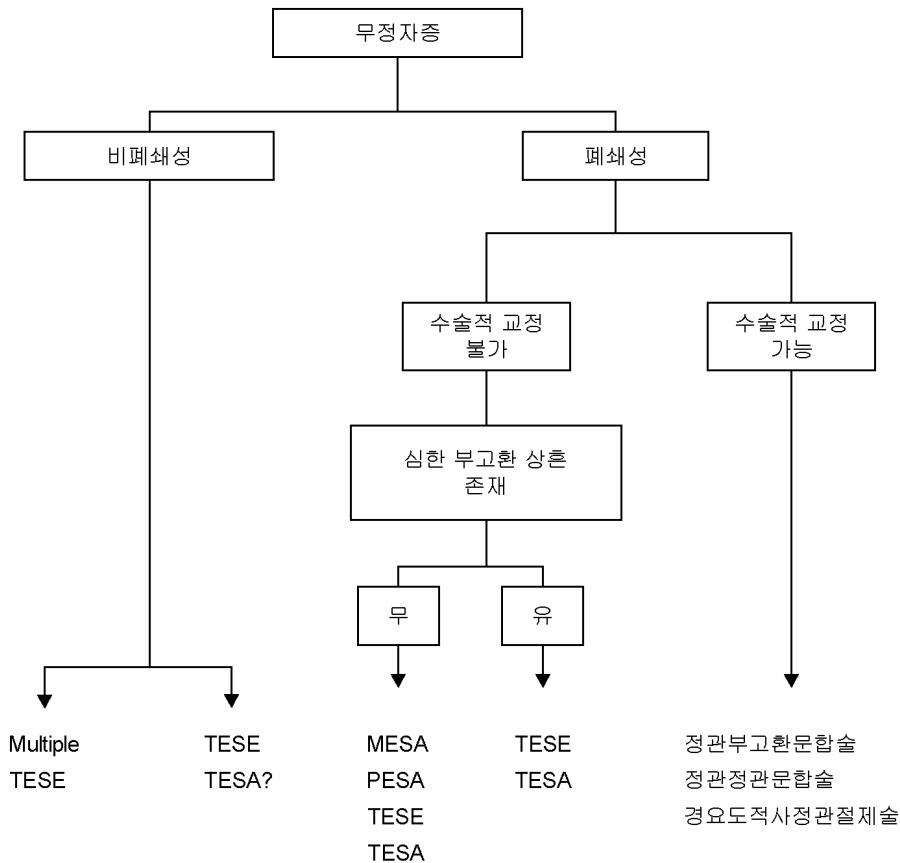 무정자증
비폐쇄성
폐쇄성
수술적 교정
불가
수술적 교정
가능
심한 부고환 상흔
존재
무
유
Multiple
TESE
TESE
TESA?
MESA
PESA
TESE
TESA
TESE
TESA
정관부고환문합술
정관정관문합술
경요도적사정관절제술